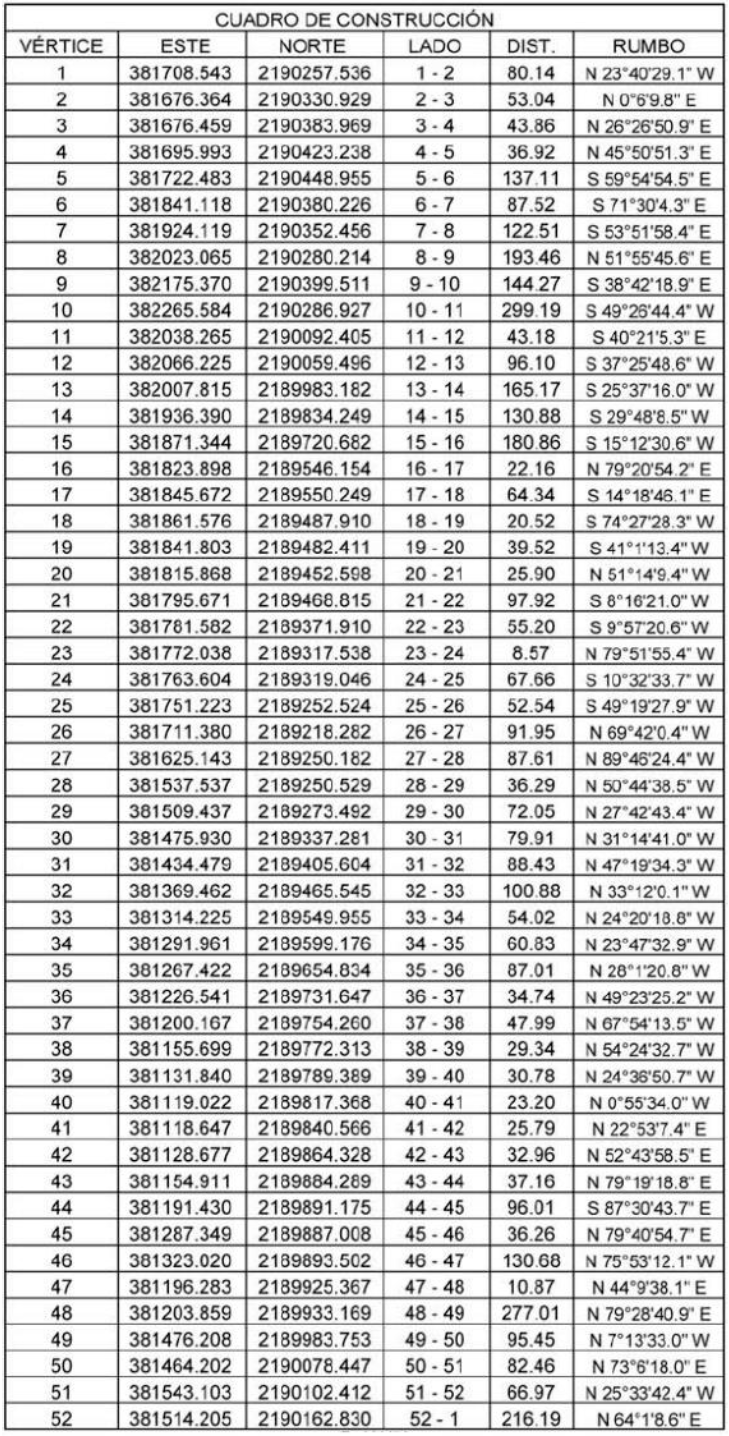 CUADRO DE CONSTRUCCIÓN
VÉRTICE ESTE NORTE LADO DIST. RUMBO
1 381708.543 2190257.536 1 - 2 80.14 N 23°40'29.1" W
2 381676.364 2190330.929 2 - 3 53.04 N 0°6'9.8" E
3 381676.459 2190383.969 3 - 4 43.86 N 26°26'50.9" E
4 381695.993 2190423.238 4 - 5 36.92 N 45°50'51.3" E
5 381722.483 2190448.955 5 - 6 137.11 S 59°54'54.5" E
6 381841.118 2190380.226 6 - 7 87.52 S 71°30'4.3" E
7 381924.119 2190352.456 7 - 8 122.51 S 53°51'58.4" E
8 382023.065 2190280.214 8 - 9 193.46 N 51°55'45.6" E
9 382175.370 2190399.511 9 - 10 144.27 S 38°42'18.9" E
10 382265.584 2190286.927 10 - 11 299.19 S 49°26'44.4" W
11 382038.265 2190092.405 11 - 12 43.18 S 40°21'5.3" E
12 382066.225 2190059.496 12 - 13 96.10 S 37°25'48.6" W
13 382007.815 2189983.182 13 - 14 165.17 S 25°37'16.0" W
14 381936.390 2189834.249 14 - 15 130.88 S 29°48'8.5" W
15 381871.344 2189720.682 15 - 16 180.86 S 15°12'30.6" W
16 381823.898 2189546.154 16 - 17 22.16 N 79°20'54.2" E
17 381845.672 2189550.249 17 - 18 64.34 S 14°18'46.1" E
18 381861.576 2189487.910 18 - 19 20.52 S 74°27'28.3" W
19 381841.803 2189482.411 19 - 20 39.52 S 41°1'13.4" W
20 381815.868 2189452.598 20 - 21 25.90 N 51°14'9.4" W
21 381795.671 2189468.815 21 - 22 97.92 S 8°16'21.0" W
22 381781.582 2189371.910 22 - 23 55.20 S 9°57'20.6" W
23 381772.038 2189317.538 23 - 24 8.57 N 79°51'55.4" W
24 381763.604 2189319.046 24 - 25 67.66 S 10°32'33.7" W
25 381751.223 2189252.524 25 - 26 52.54 S 49°19'27.9" W
26 381711.380 2189218.282 26 - 27 91.95 N 69°42'0.4" W
27 381625.143 2189250.182 27 - 28 87.61 N 89°46'24.4" W
28 381537.537 2189250.529 28 - 29 36.29 N 50°44'38.5" W
29 381509.437 2189273.492 29 - 30 72.05 N 27°42'43.4" W
30 381475.930 2189337.281 30 - 31 79.91 N 31°14'41.0" W
31 381434.479 2189405.604 31 - 32 88.43 N 47°19'34.3" W
32 381369.462 2189465.545 32 - 33 100.88 N 33°12'0.1" W
33 381314.225 2189549.955 33 - 34 54.02 N 24°20'18.8" W
34 381291.961 2189599.176 34 - 35 60.83 N 23°47'32.9" W
35 381267.422 2189654.834 35 - 36 87.01 N 28°1'20.8" W
36 381226.541 2189731.647 36 - 37 34.74 N 49°23'25.2" W
37 381200.167 2189754.260 37 - 38 47.99 N 67°54'13.5" W
38 381155.699 2189772.313 38 - 39 29.34 N 54°24'32.7" W
39 381131.840 2189789.389 39 - 40 30.78 N 24°36'50.7" W
40 381119.022 2189817.368 40 - 41 23.20 N 0°55'34.0" W
41 381118.647 2189840.566 41 - 42 25.79 N 22°53'7.4" E
42 381128.677 2189864.328 42 - 43 32.96 N 52°43'58.5" E
43 381154.911 2189884.289 43 - 44 37.16 N 79°19'18.8" E
44 381191.430 2189891.175 44 - 45 96.01 S 87°30'43.7" E
45 381287.349 2189887.008 45 - 46 36.26 N 79°40'54.7" E
46 381323.020 2189893.502 46 - 47 130.68 N 75°53'12.1" W
47 381196.283 2189925.367 47 - 48 10.87 N 44°9'38.1" E
48 381203.859 2189933.169 48 - 49 277.01 N 79°28'40.9" E
49 381476.208 2189983.753 49 - 50 95.45 N 7°13'33.0" W
50 381464.202 2190078.447 50 - 51 82.46 N 73°6'18.0" E
51 381543.103 2190102.412 51 - 52 66.97 N 25°33'42.4" W
52 381514.205 2190162.830 52 - 1 216.19 N 64°1'8.6" E